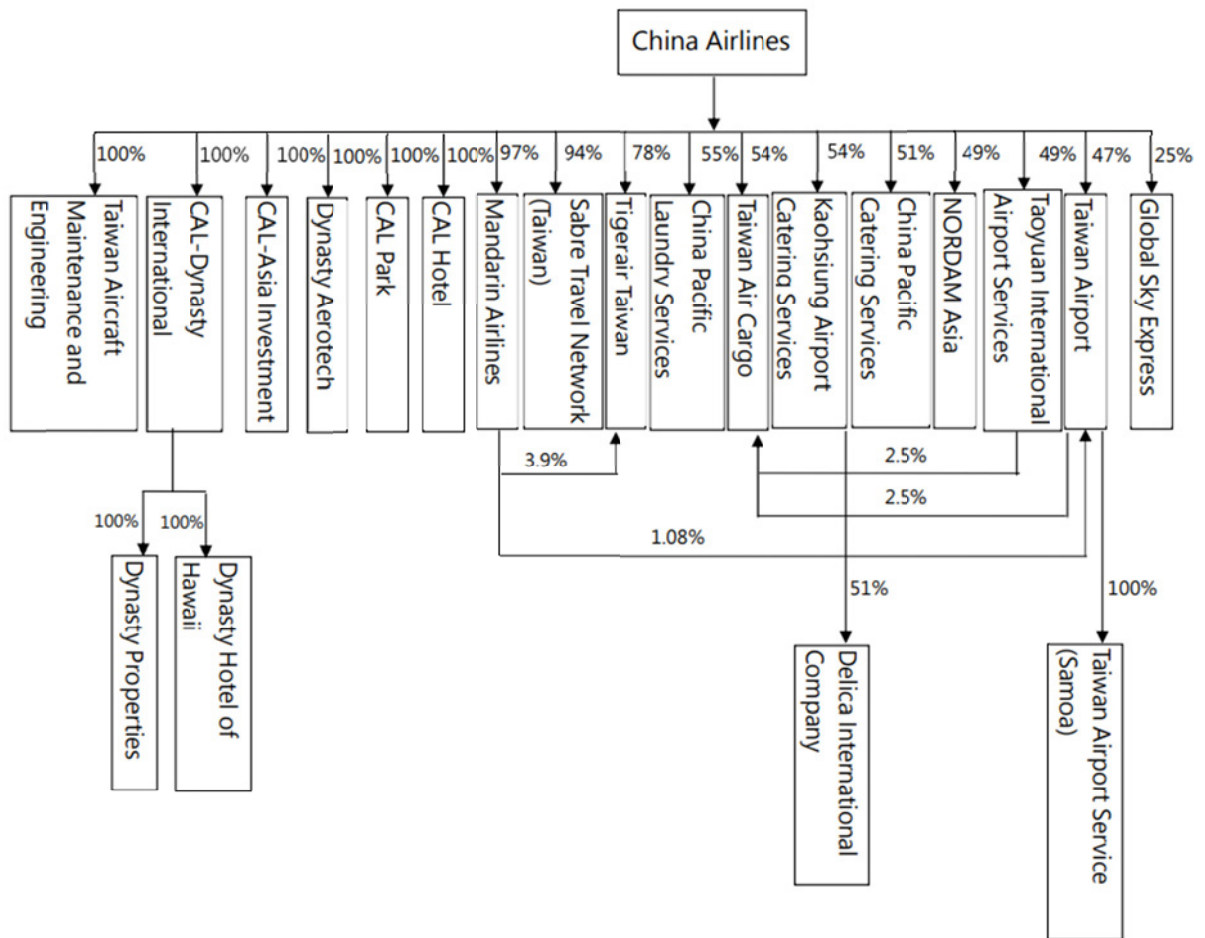 China Airlines
100%
100%
100%
100%
100%
100%
97%
94%
78%
55%
54%
54%
51%
49%
49%
47%
25%
Taiwan Aircraft
Maintenance and
Engineering
CAL-Dynasty
International
CAL-Asia Investment
Dynasty Aerotech
CAL Park
CAL Hotel
Mandarin Airlines
Sabre Travel Network
(Taiwan)
Tigerair Taiwan
China Pacific
Laundry Services
Taiwan Air Cargo
Kaohsiung Airport
Catering Services
China Pacific
Catering Services
NORDAM Asia
Taoyuan International
Airport Services
Taiwan Airport
Global Sky Express
3.9%
2.5%
2.5%
1.08%
100%
100%
51%
100%
Dynasty Properties
Dynasty Hotel of
Hawaii
Delica International
Company
Taiwan Airport Service
(Samoa)